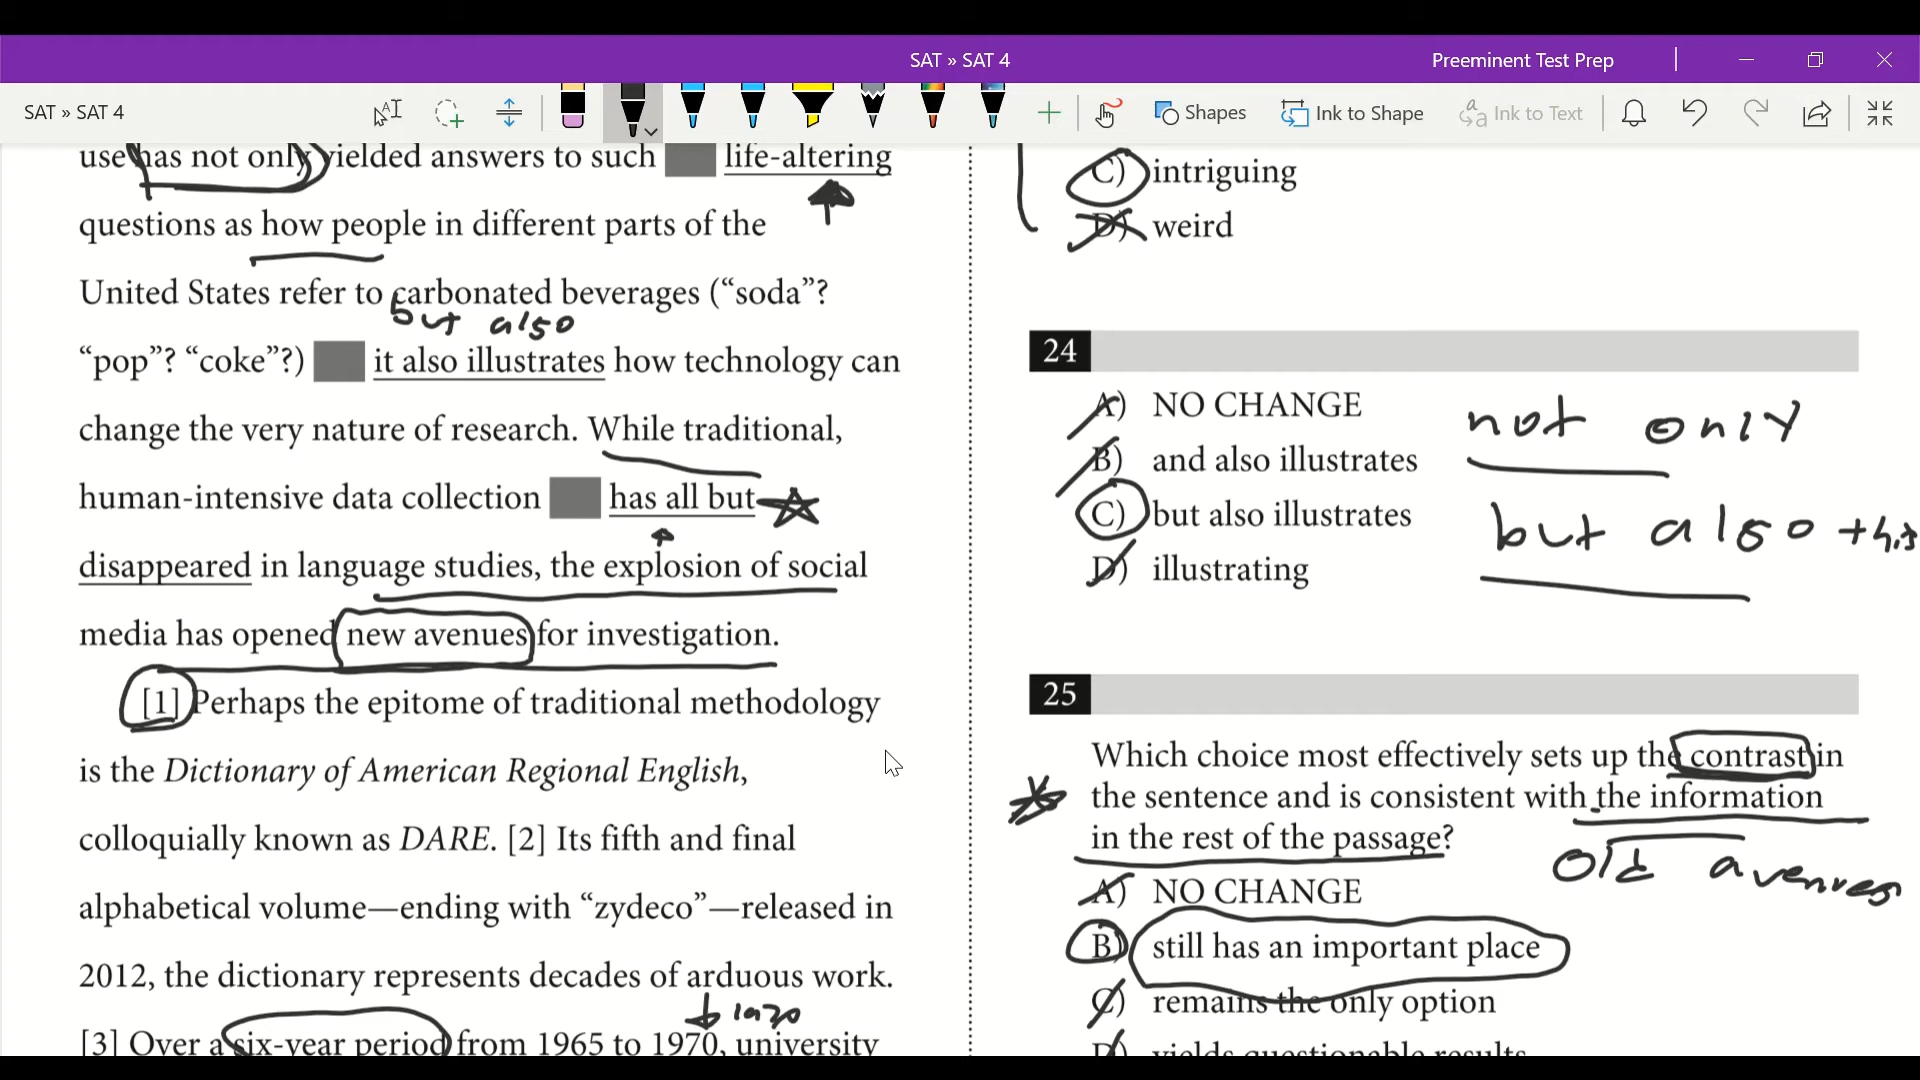 SAT » SAT 4
Preeminent Test Prep
SAT » SAT 4
Shapes
Ink to Shape
Ink to Text
use has not only yielded answers to such life-altering
questions as how people in different parts of the
United States refer to carbonated beverages (“soda”?
but also
“pop”? “coke”?) it also illustrates how technology can
change the very nature of research. While traditional,
human-intensive data collection has all but
disappeared in language studies, the explosion of social
media has opened new avenues for investigation.
[1] Perhaps the epitome of traditional methodology
is the Dictionary of American Regional English,
colloquially known as DARE. [2] Its fifth and final
alphabetical volume—ending with “zydeco”—released in
2012, the dictionary represents decades of arduous work.
[3] Over a six-year period from 1965 to 1970, university
C) intriguing
D) weird
24
A) NO CHANGE
B) and also illustrates
C) but also illustrates
D) illustrating
not only
but also this
25
Which choice most effectively sets up the contrast in
the sentence and is consistent with the information
in the rest of the passage?
old avenues
A) NO CHANGE
B) still has an important place
C) remains the only option
D) yields questionable results